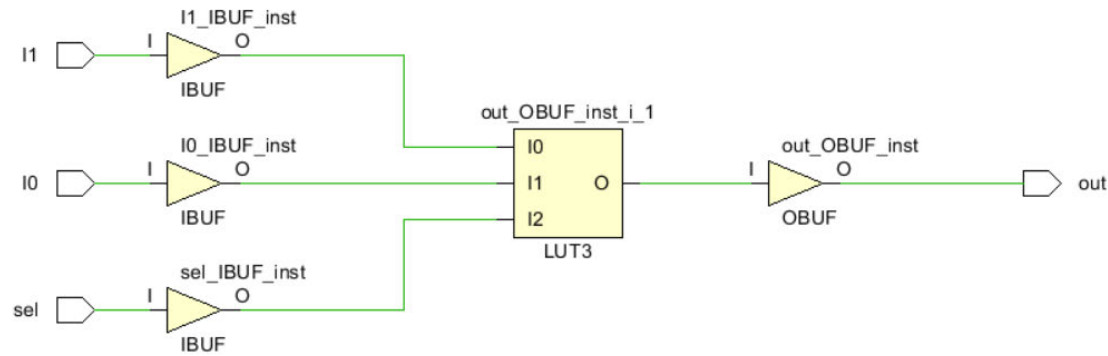 I1_IBUF_inst
I1
I
O
IBUF
out_OBUF_inst_i_1
I0_IBUF_inst
I0
I
O
IBUF
I0
I1
O
I2
LUT3
out_OBUF_inst
I
O
out
OBUF
sel_IBUF_inst
sel
I
O
IBUF